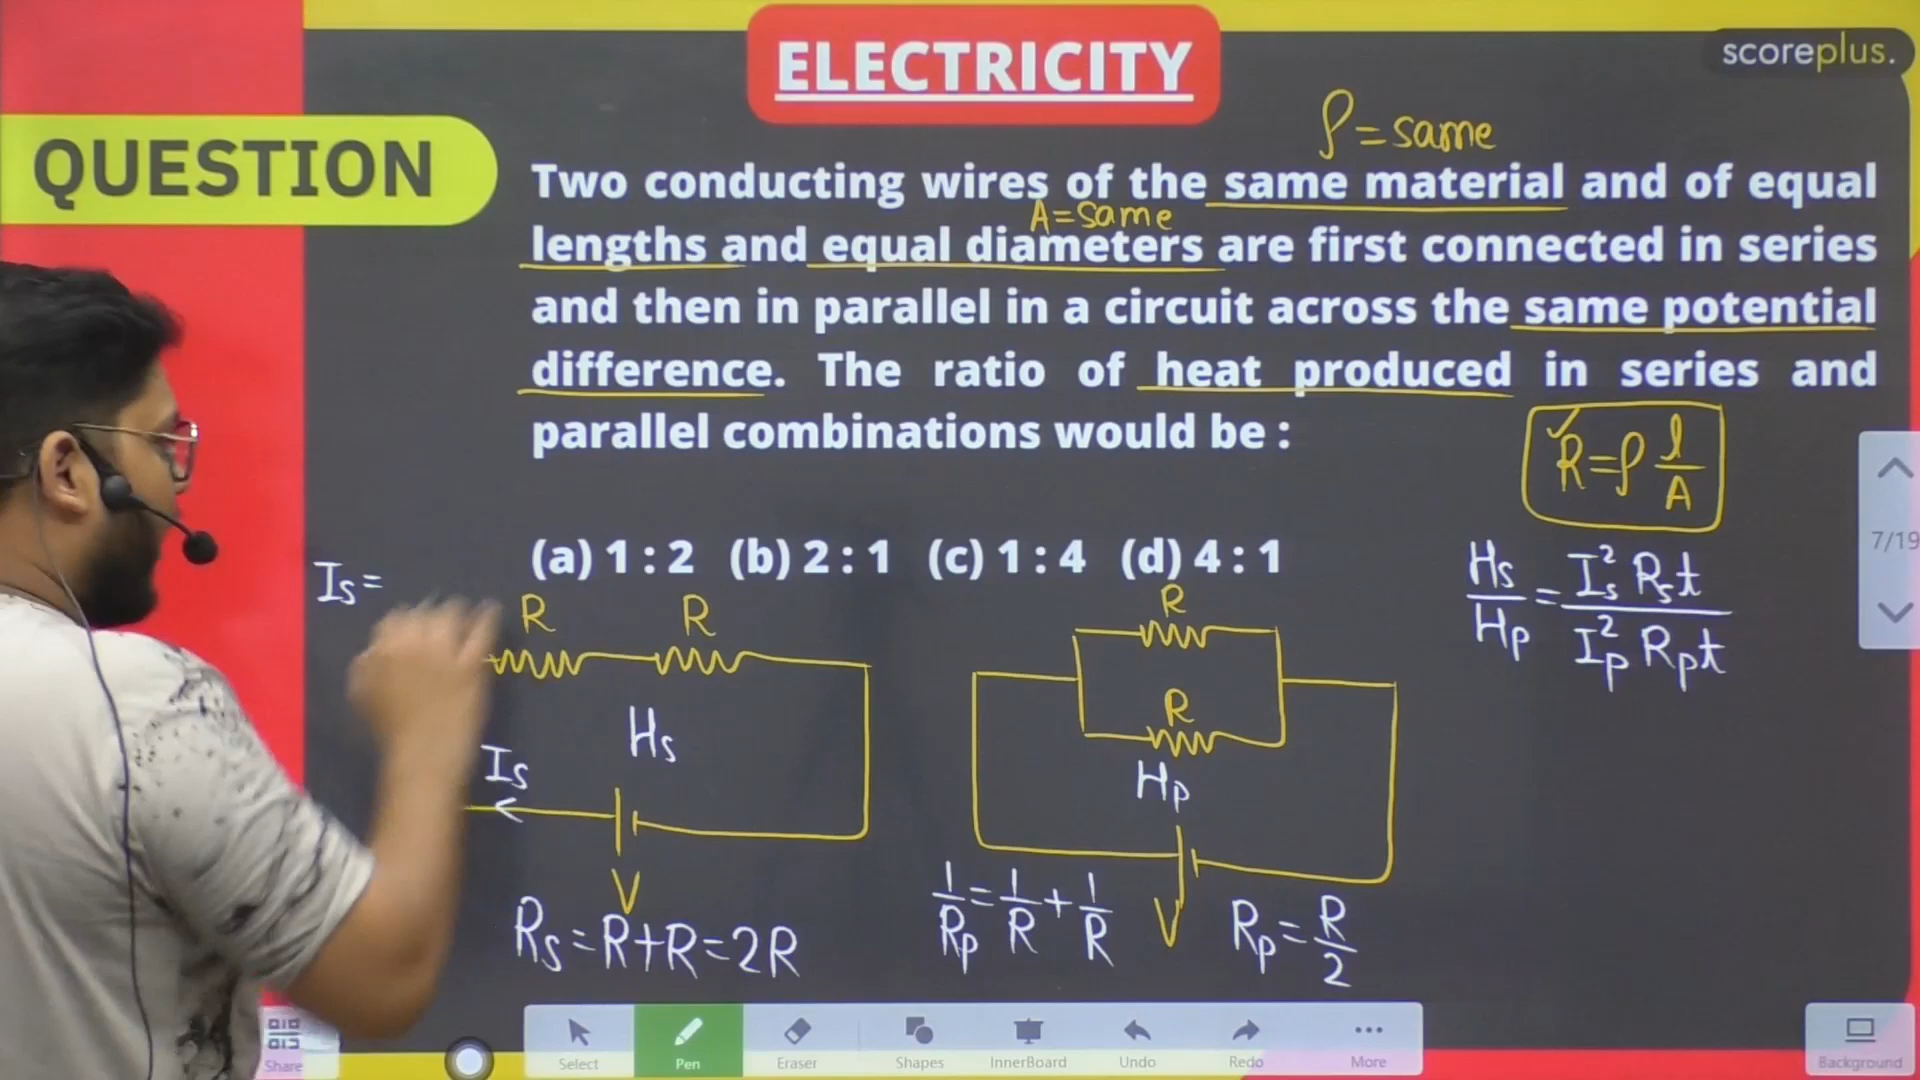 ELECTRICITY
scoreplus.
QUESTION
ρ = same
Two conducting wires of the same material and of equal
A = same
lengths and equal diameters are first connected in series
and then in parallel in a circuit across the same potential
difference. The ratio of heat produced in series and
parallel combinations would be :
R = ρ l/A
(a) 1 : 2 (b) 2 : 1 (c) 1 : 4 (d) 4 : 1
7/19
Is =
Hs/Hp = Is² Rs t / Ip² Rp t
R R
R
R
Hs
Is
Hp
V
V
Rs = R + R = 2R
1/Rp = 1/R + 1/R
Rp = R/2
Share
Select
Pen
Eraser
Shapes
InnerBoard
Undo
Redo
More
Background